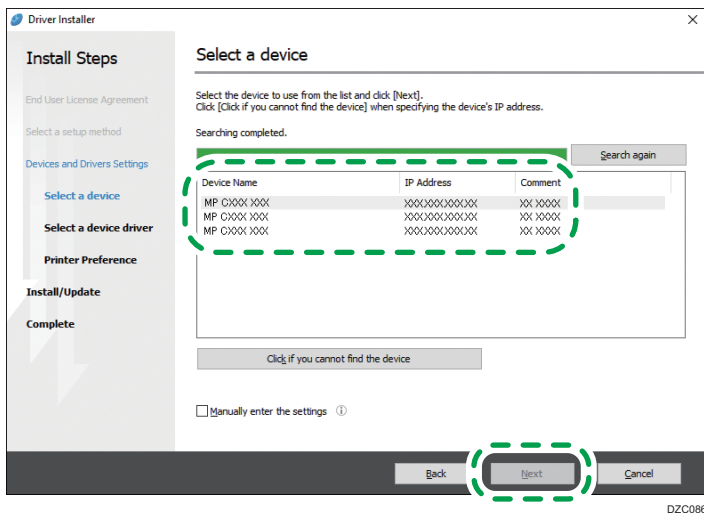 Driver Installer
Install Steps
End User License Agreement
Select a setup method
Devices and Drivers Settings
Select a device
Select a device driver
Printer Preference
Install/Update
Complete
Select a device
Select the device to use from the list and click [Next].
Click [Click if you cannot find the device] when specifying the device's IP address.
Searching completed.
Search again
Device Name IP Address Comment
MP CXXX XXX XXX.XXX.XXX.XX XX XXXX
MP CXXX XXX XXX.XXX.XXX.XX XX XXXX
MP CXXX XXX XXX.XXX.XXX.XX XX XXXX
Click if you cannot find the device
Manually enter the settings
Back Next Cancel
DZC086